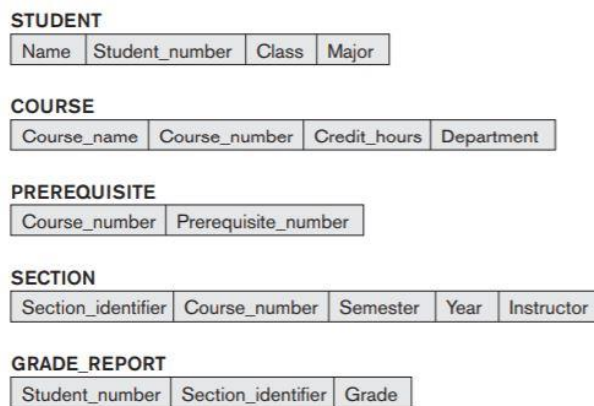 STUDENT
Name Student_number Class Major
COURSE
Course_name Course_number Credit_hours Department
PREREQUISITE
Course_number Prerequisite_number
SECTION
Section_identifier Course_number Semester Year Instructor
GRADE_REPORT
Student_number Section_identifier Grade